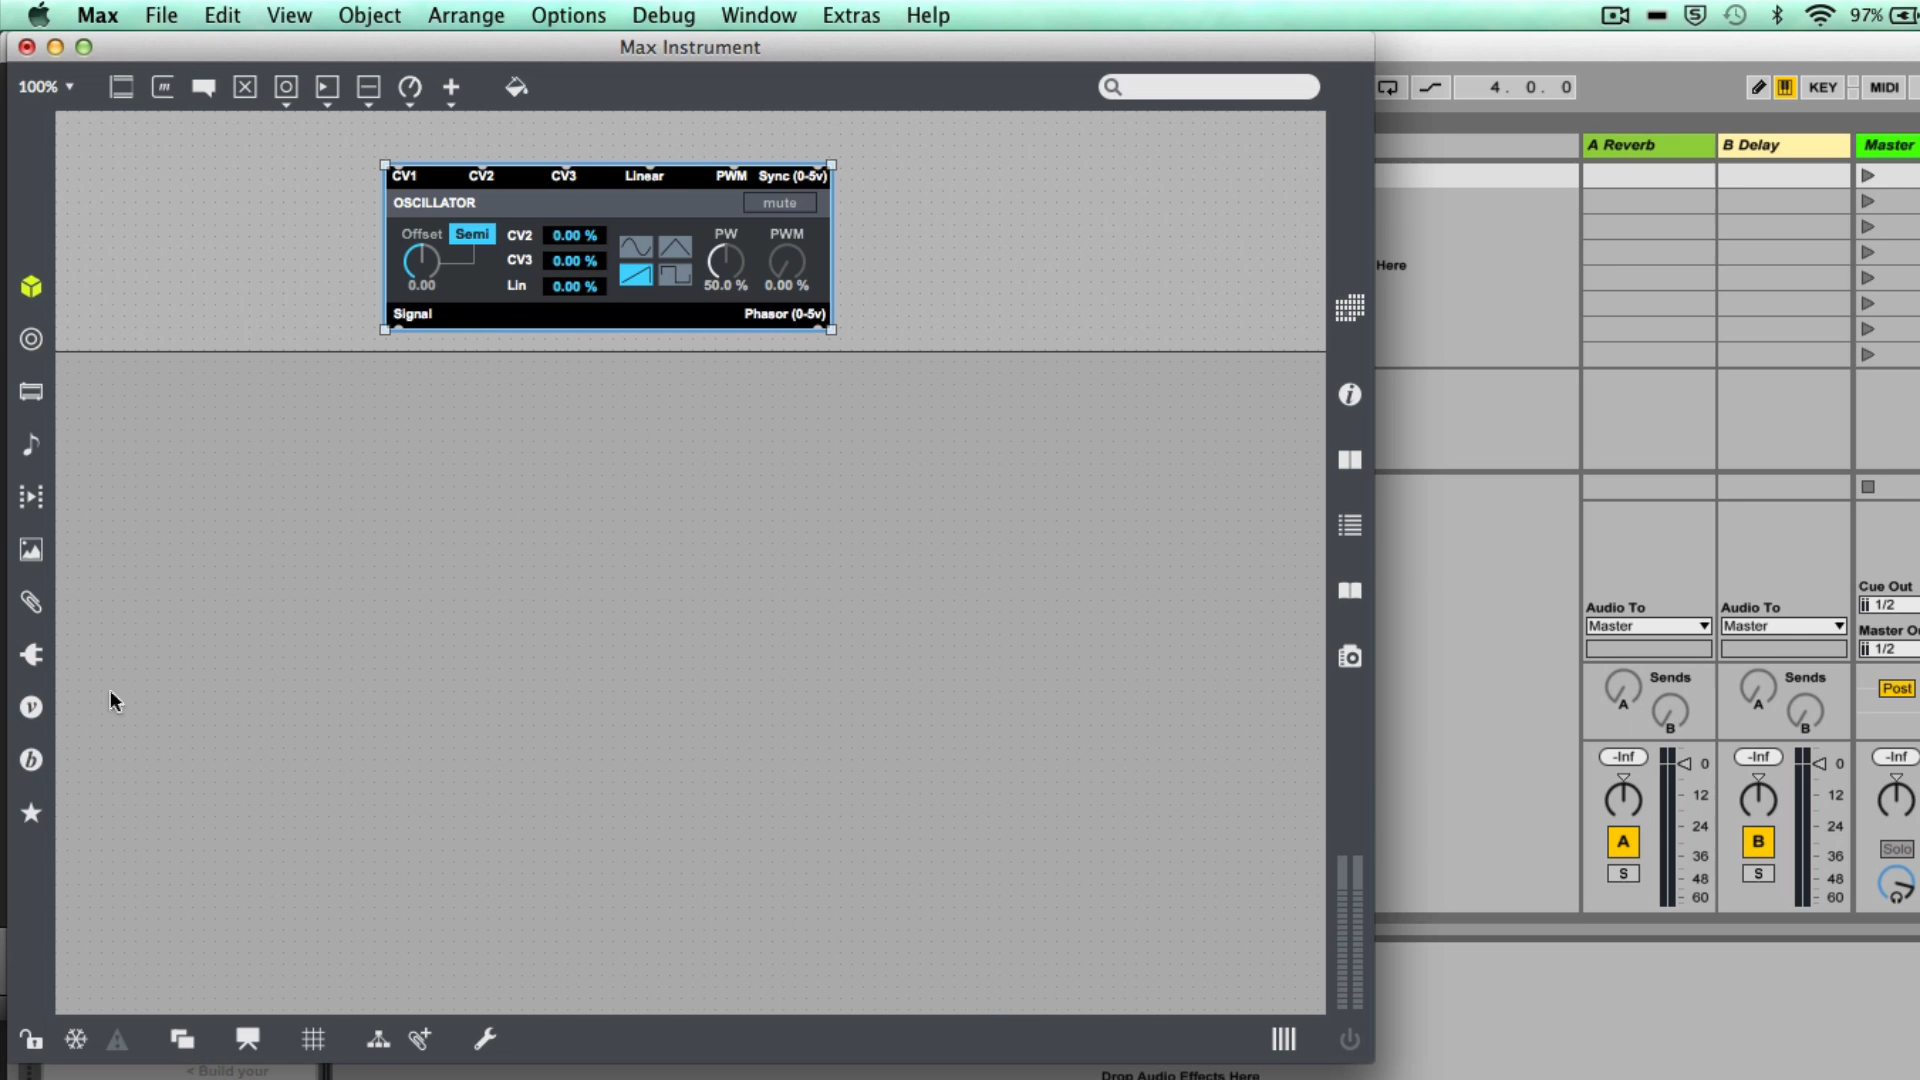 Max File Edit View Object Arrange Options Debug Window Extras Help 97%
Max Instrument
100%
4. 0. 0 KEY MIDI
A Reverb B Delay Master
CV1 CV2 CV3 Linear PWM Sync (0-5v)
OSCILLATOR mute
Offset Semi CV2 0.00 % PW PWM
CV3 0.00 %
0.00 Lin 0.00 % 50.0 % 0.00 %
Signal Phasor (0-5v)
Here
Cue Out
Audio To Audio To ii 1/2
Master Master Master Ou
ii 1/2
Sends Sends Post
A B A B
-Inf -Inf -Inf
0 0
12 12
24 24
A B Solo
36 36
S S
48 48
60 60
< Build your
Drop Audio Effects Here